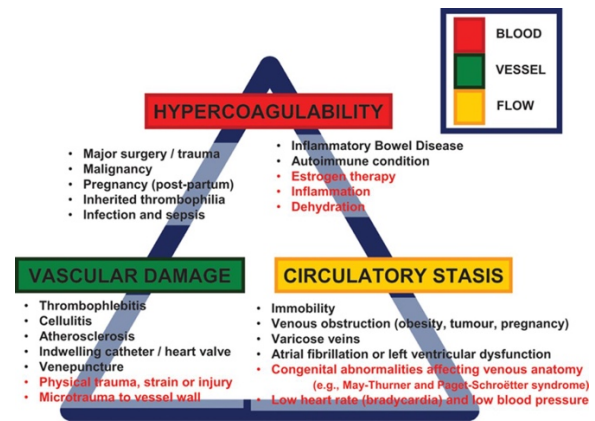 BLOOD
VESSEL
FLOW
HYPERCOAGULABILITY
• Major surgery / trauma
• Malignancy
• Pregnancy (post-partum)
• Inherited thrombophilia
• Infection and sepsis
• Inflammatory Bowel Disease
• Autoimmune condition
• Estrogen therapy
• Inflammation
• Dehydration
VASCULAR DAMAGE
• Thrombophlebitis
• Cellulitis
• Atherosclerosis
• Indwelling catheter / heart valve
• Venepuncture
• Physical trauma, strain or injury
• Microtrauma to vessel wall
CIRCULATORY STASIS
• Immobility
• Venous obstruction (obesity, tumour, pregnancy)
• Varicose veins
• Atrial fibrillation or left ventricular dysfunction
• Congenital abnormalities affecting venous anatomy
(e.g., May-Thurner and Paget-Schroëtter syndrome)
• Low heart rate (bradycardia) and low blood pressure